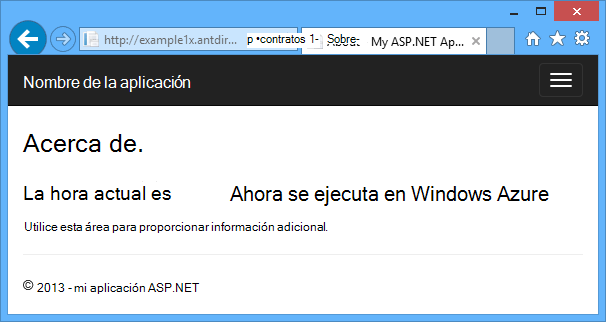 http://example1x.antdir... p •contratos 1- Sobre- My ASP.NET Ap...
Nombre de la aplicación
Acerca de.
La hora actual es Ahora se ejecuta en Windows Azure
Utilice esta área para proporcionar información adicional.
© 2013 - mi aplicación ASP.NET